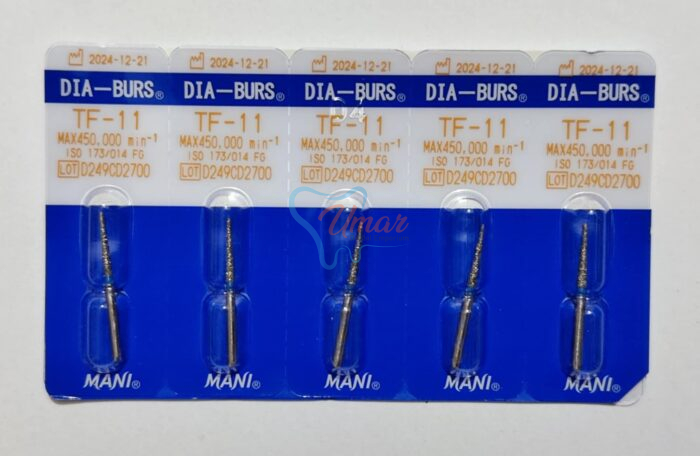 2024-12-21 2024-12-21 2024-12-21 2024-12-21 2024-12-21
DIA—BURS® DIA—BURS® DIA—BURS® DIA—BURS® DIA—BURS®
D4
TF-11 TF-11 TF-11 TF-11 TF-11
MAX450,000 min⁻¹ MAX450,000 min⁻¹ MAX450,000 min⁻¹ MAX450,000 min⁻¹ MAX450,000 min⁻¹
ISO 173/014 FG ISO 173/014 FG ISO 173/014 FG ISO 173/014 FG ISO 173/014 FG
LOT D249CD2700 LOT D249CD2700 LOT D249CD2700 LOT D249CD2700 LOT D249CD2700
Umar
MANI® MANI® MANI® MANI® MANI®